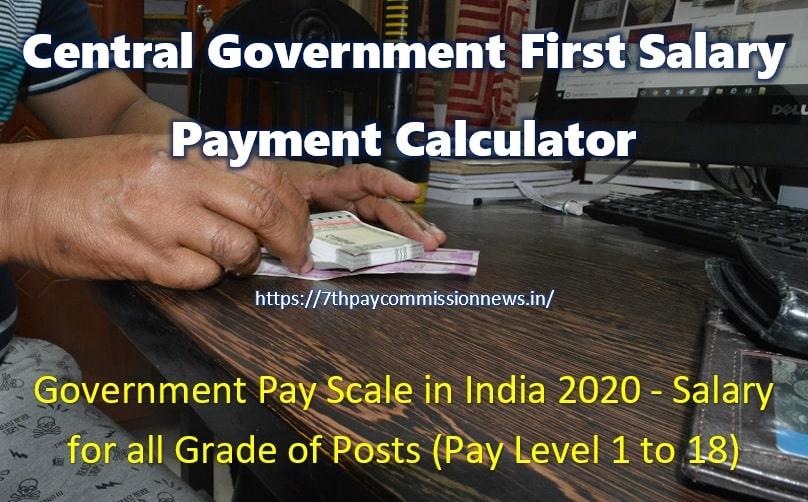 Central Government First Salary
Payment Calculator
DELL
https://7thpaycommissionnews.in/
Government Pay Scale in India 2020 - Salary
for all Grade of Posts (Pay Level 1 to 18)